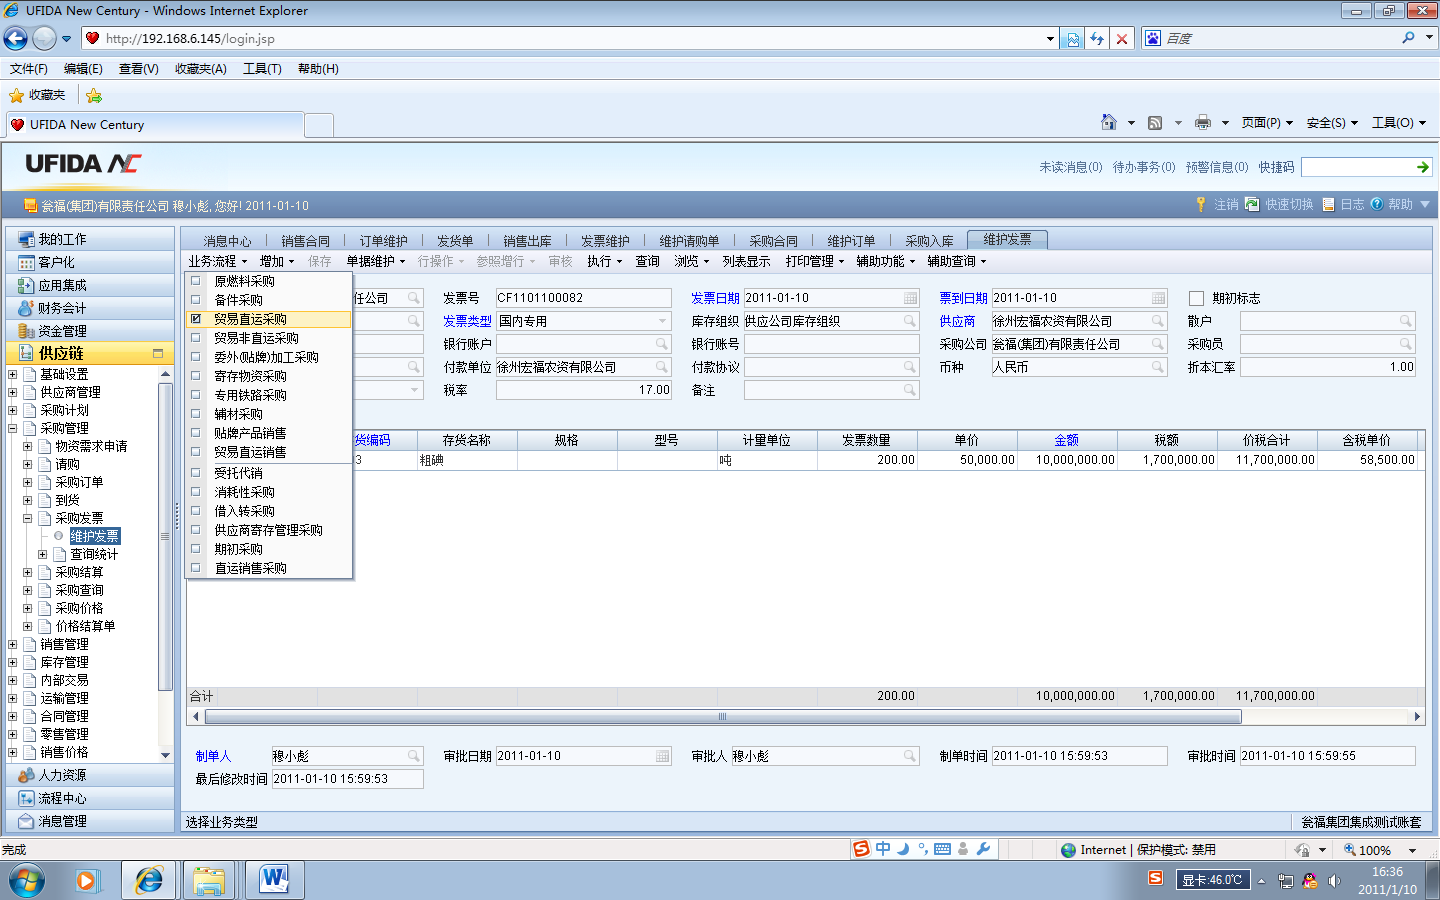 UFIDA New Century - Windows Internet Explorer
http://192.168.6.145/login.jsp
百度
文件(F) 编辑(E) 查看(V) 收藏夹(A) 工具(T) 帮助(H)
收藏夹
UFIDA New Century
页面(P) 安全(S) 工具(O)
UFIDA NC
未读消息(0) 待办事务(0) 预警信息(0) 快捷码
瓮福(集团)有限责任公司 穆小彪, 您好! 2011-01-10
注销 快速切换 日志 帮助
我的工作
客户化
应用集成
财务会计
资金管理
供应链
基础设置
供应商管理
采购计划
采购管理
物资需求申请
请购
采购订单
到货
采购发票
维护发票
查询统计
采购结算
采购查询
采购价格
价格结算单
销售管理
库存管理
内部交易
运输管理
合同管理
零售管理
销售价格
人力资源
流程中心
消息管理
消息中心 销售合同 订单维护 发货单 销售出库 发票维护 维护请购单 采购合同 维护订单 采购入库 维护发票
业务流程 增加 保存 单据维护 行操作 参照增行 审核 执行 查询 浏览 列表显示 打印管理 辅助功能 辅助查询
原燃料采购
备件采购
贸易直运采购
贸易非直运采购
委外(贴牌)加工采购
寄存物资采购
专用铁路采购
辅材采购
贴牌产品销售
贸易直运销售
受托代销
消耗性采购
借入转采购
供应商寄存管理采购
期初采购
直运销售采购
任公司 发票号 CF1101100082 发票日期 2011-01-10 票到日期 2011-01-10 期初标志
发票类型 国内专用 库存组织 供应公司库存组织 供应商 徐州宏福农资有限公司 散户
银行账户 银行账号 采购公司 瓮福(集团)有限责任公司 采购员
付款单位 徐州宏福农资有限公司 付款协议 币种 人民币 折本汇率 1.00
税率 17.00 备注
货编码 存货名称 规格 型号 计量单位 发票数量 单价 金额 税额 价税合计 含税单价
3 粗碘 吨 200.00 50,000.00 10,000,000.00 1,700,000.00 11,700,000.00 58,500.00
合计 200.00 10,000,000.00 1,700,000.00 11,700,000.00
制单人 穆小彪 审批日期 2011-01-10 审批人 穆小彪 制单时间 2011-01-10 15:59:53 审批时间 2011-01-10 15:59:55
最后修改时间 2011-01-10 15:59:53
选择业务类型 瓮福集团集成测试账套
完成 中 Internet | 保护模式: 禁用 100%
显卡:46.0℃ 16:36
2011/1/10